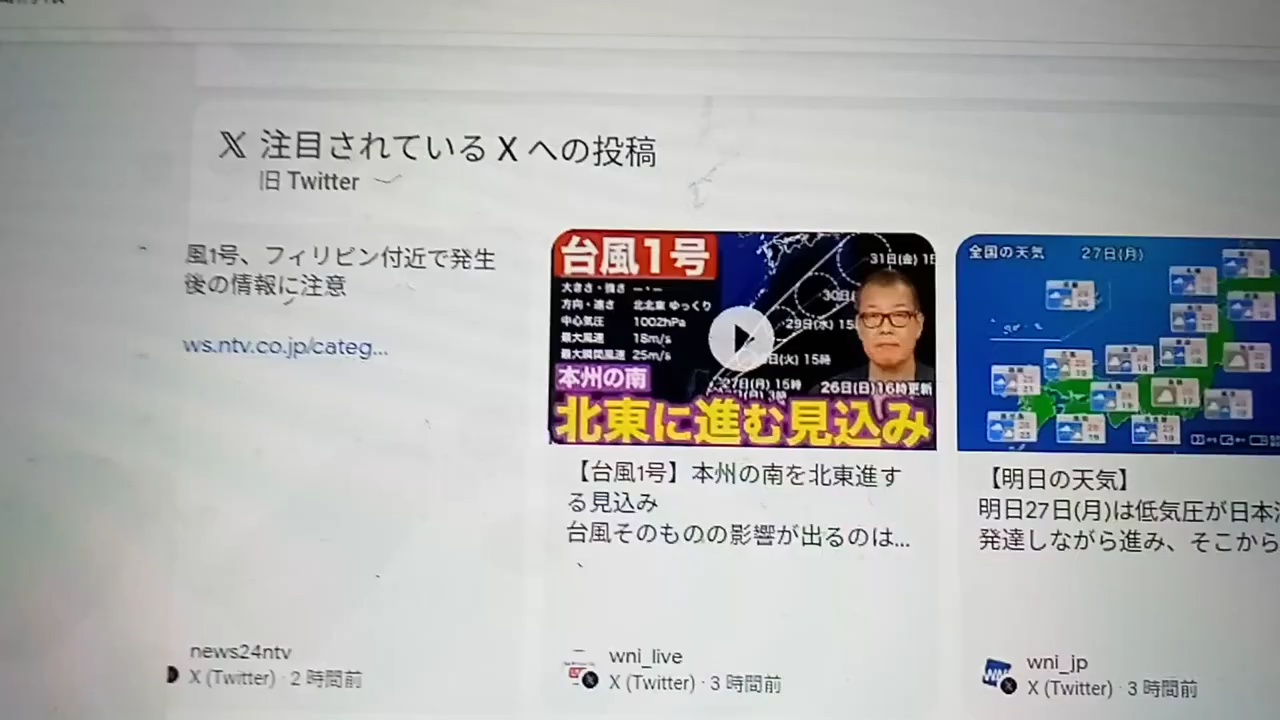 𝕏 注目されている X への投稿
旧 Twitter
風1号、フィリピン付近で発生
後の情報に注意
ws.ntv.co.jp/categ...
news24ntv
X (Twitter) · 2 時間前
台風1号
大きさ・強さ ー・ー
方向・速さ 北北東 ゆっくり
中心気圧 1002hPa
最大風速 18m/s
最大瞬間風速 25m/s
31日(金)
30日
29日(水) 15
日(火) 15時
27日(月) 15時
26日(日)16時更新
本州の南
北東に進む見込み
【台風1号】本州の南を北東進す
る見込み
台風そのものの影響が出るのは...
wni_live
X (Twitter) · 3 時間前
全国の天気 27日(月)
【明日の天気】
明日27日(月)は低気圧が日本
発達しながら進み、そこから
wni_jp
X (Twitter) · 3 時間前